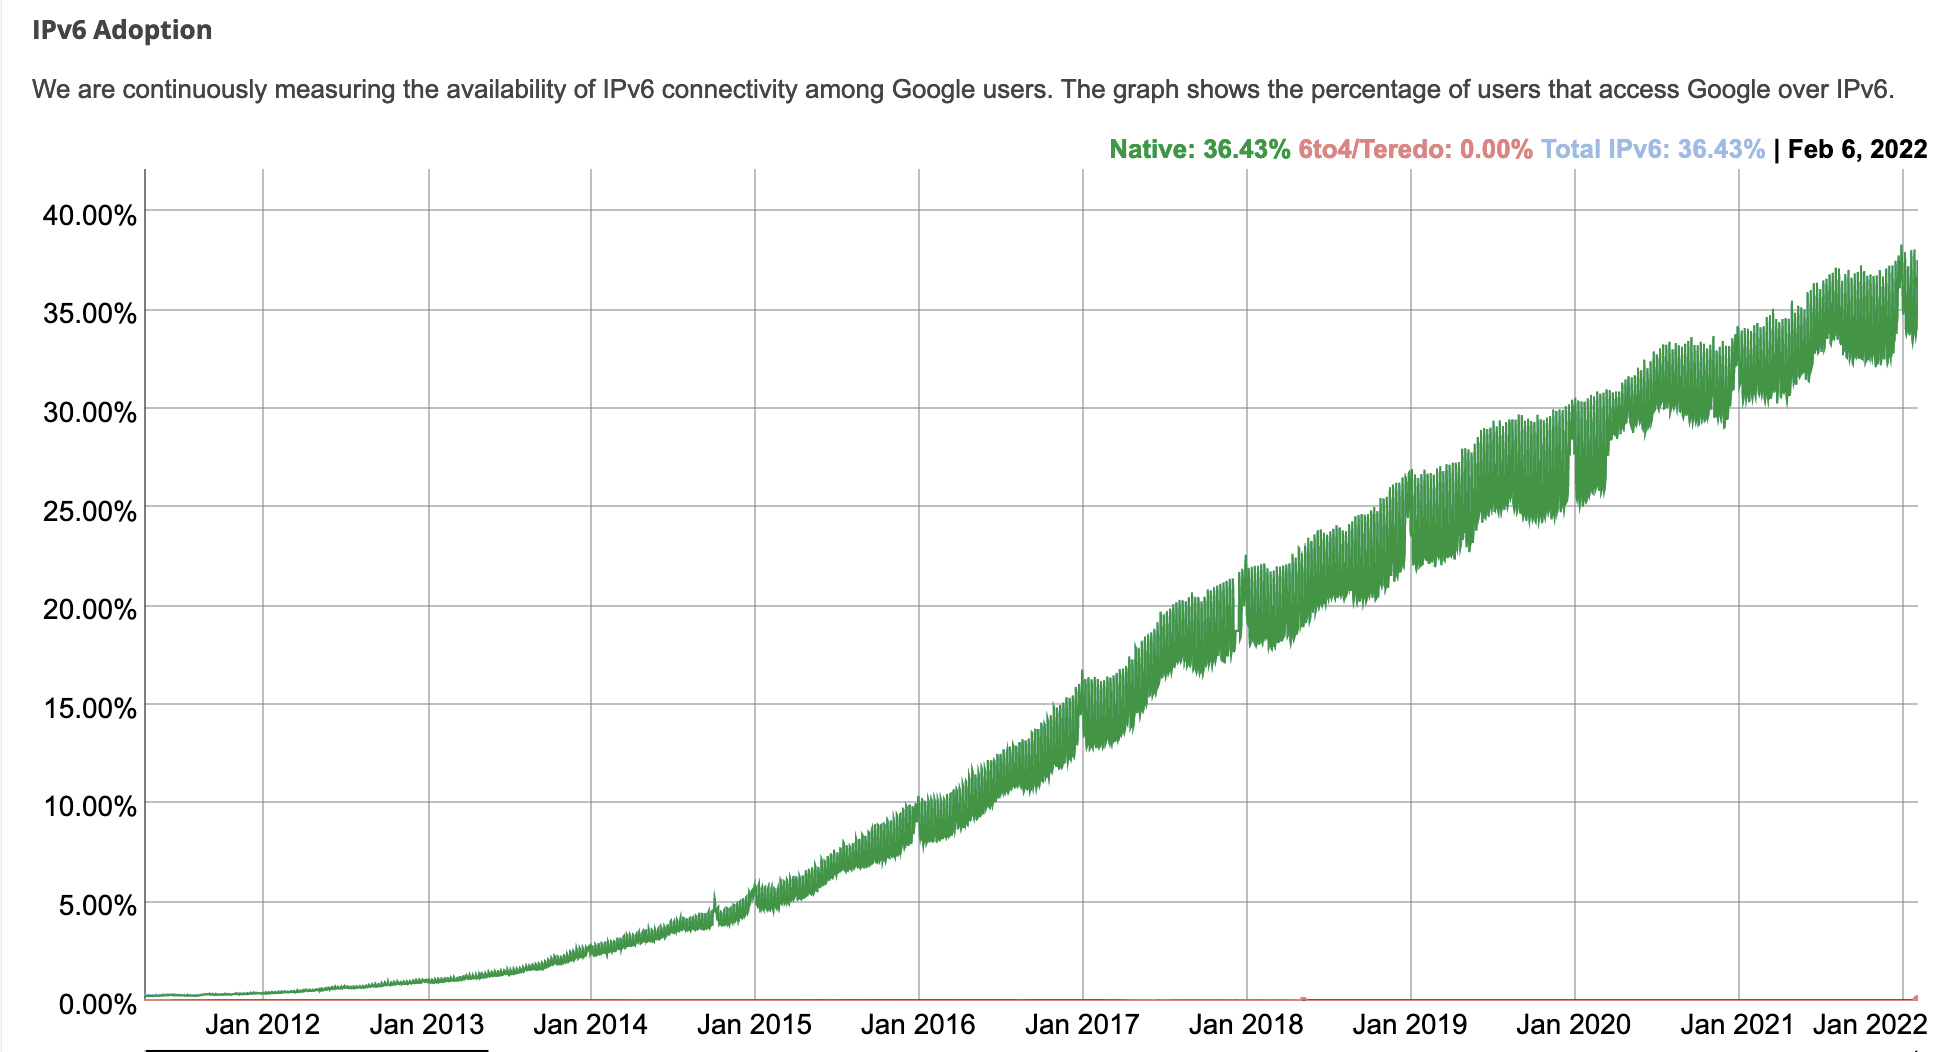 IPv6 Adoption
We are continuously measuring the availability of IPv6 connectivity among Google users. The graph shows the percentage of users that access Google over IPv6.
Native: 36.43% 6to4/Teredo: 0.00% Total IPv6: 36.43% | Feb 6, 2022
40.00%
35.00%
30.00%
25.00%
20.00%
15.00%
10.00%
5.00%
0.00%
Jan 2012 Jan 2013 Jan 2014 Jan 2015 Jan 2016 Jan 2017 Jan 2018 Jan 2019 Jan 2020 Jan 2021 Jan 2022